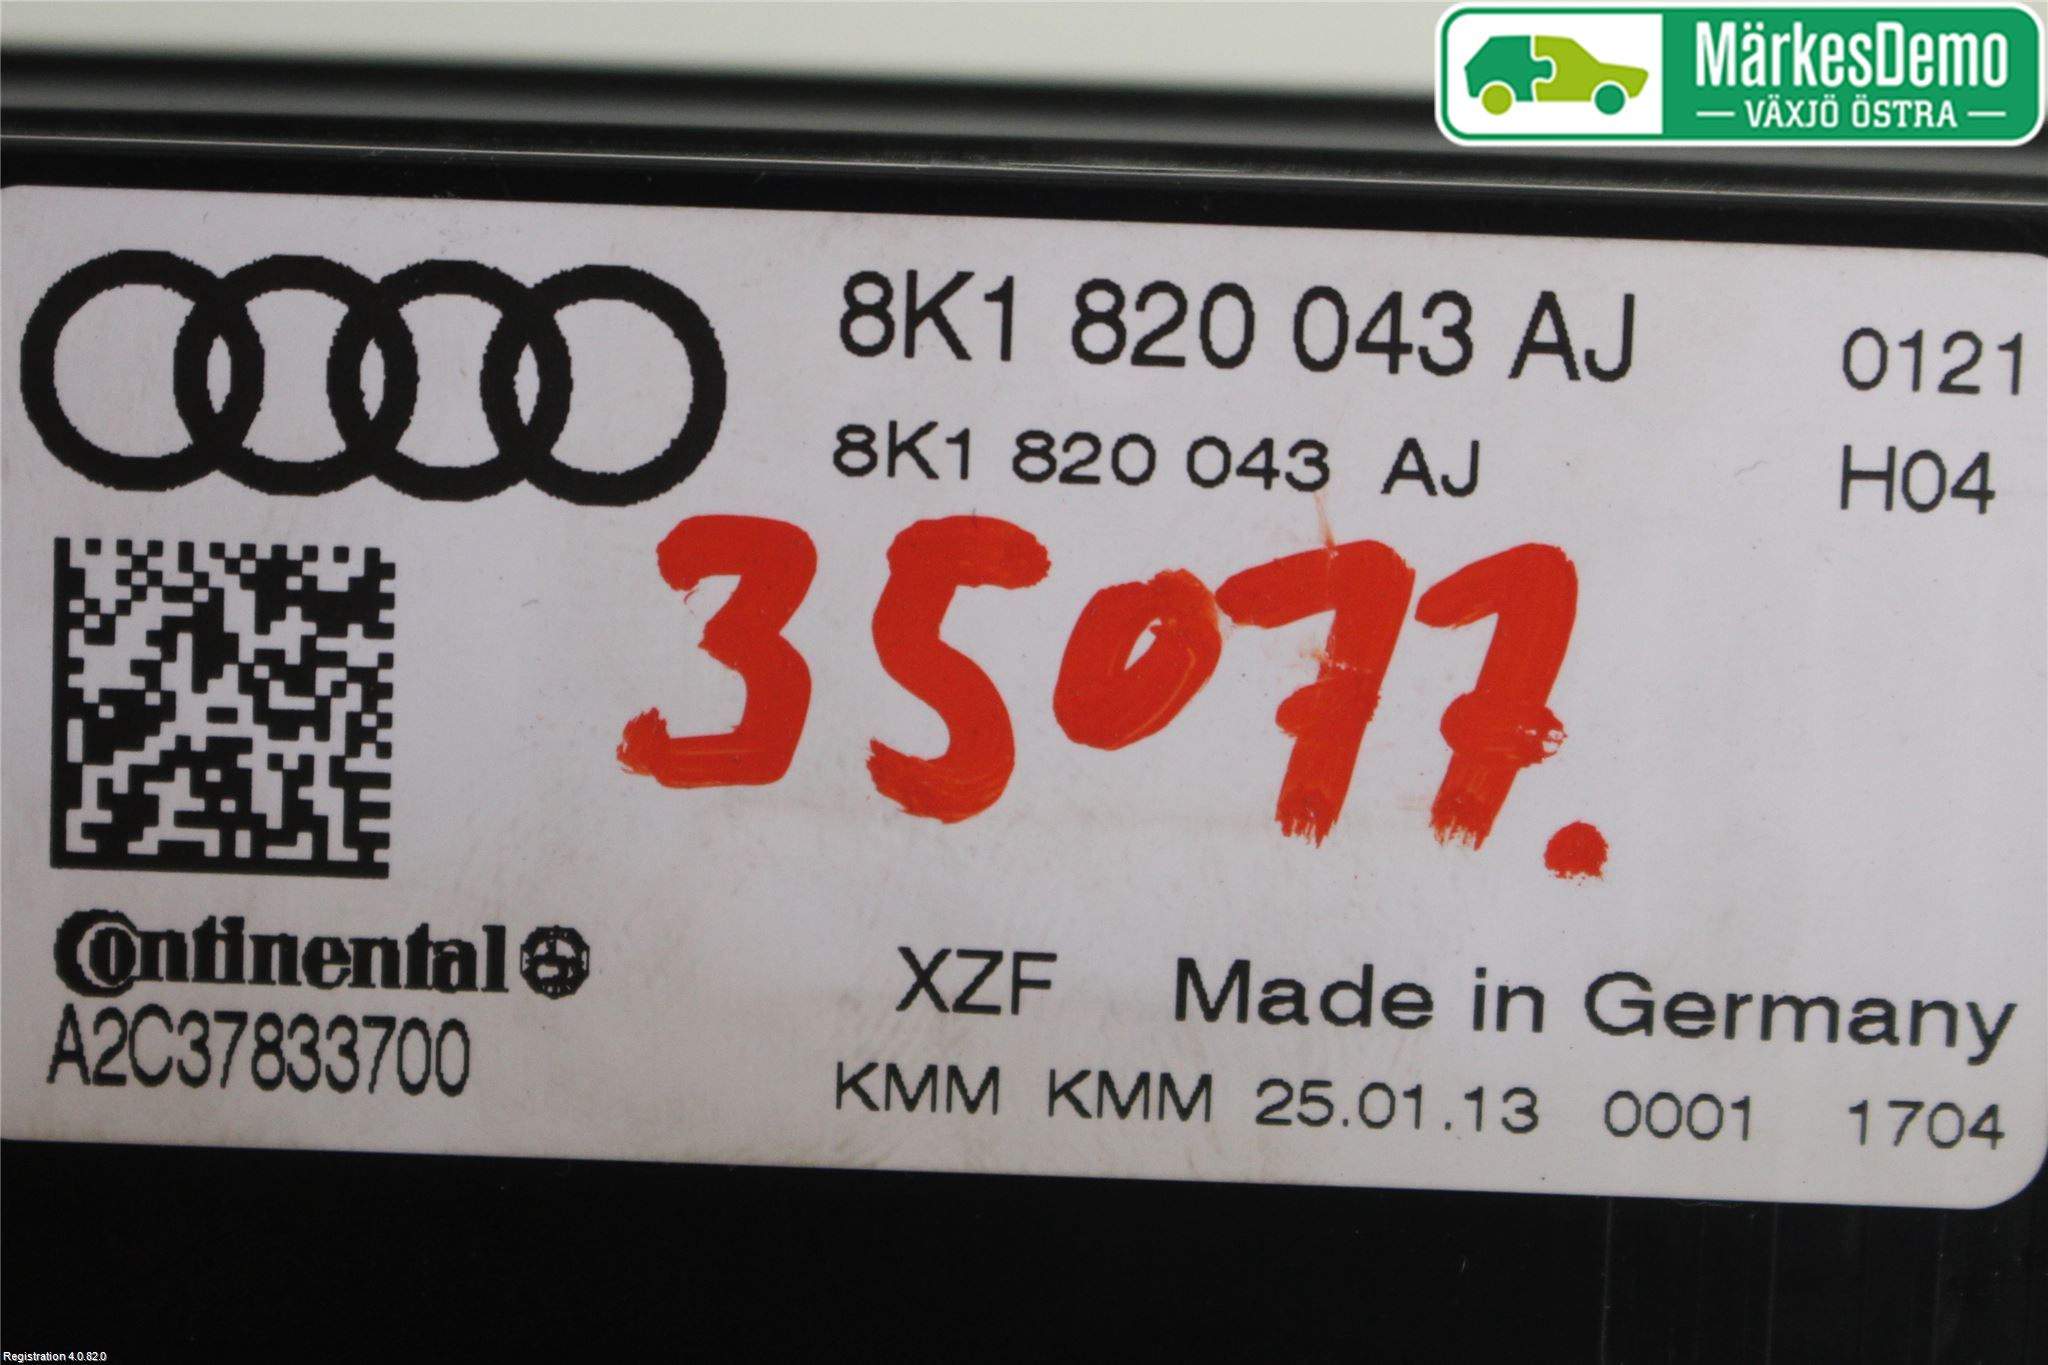 MärkesDemo
VÄXJÖ ÖSTRA
8K1 820 043 AJ 0121
8K1 820 043 AJ H04
35077.
Continental
A2C37833700
XZF Made in Germany
KMM KMM 25.01.13 0001 1704
Registration 4.0.82.0